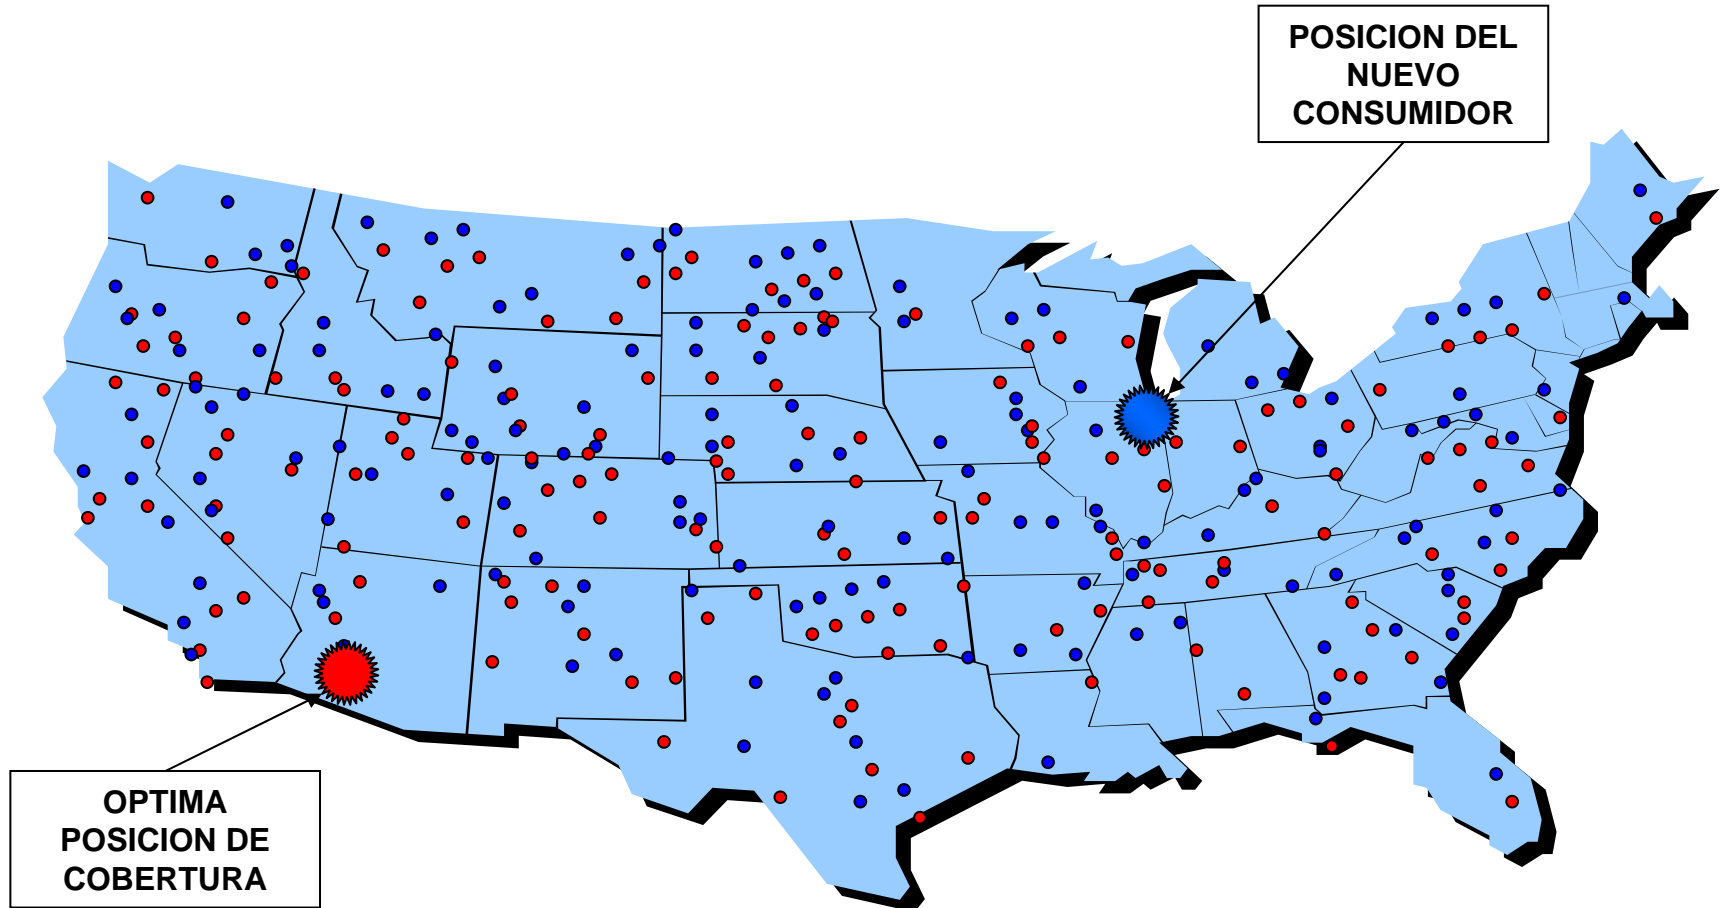 POSICION DEL
NUEVO
CONSUMIDOR
OPTIMA
POSICION DE
COBERTURA